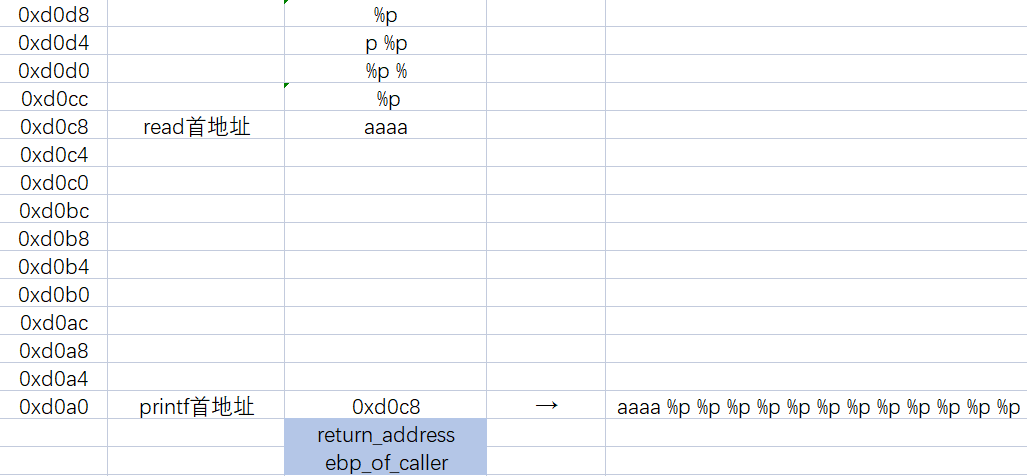 0xd0d8 %p
0xd0d4 p %p
0xd0d0 %p %
0xd0cc %p
0xd0c8 read首地址 aaaa
0xd0c4
0xd0c0
0xd0bc
0xd0b8
0xd0b4
0xd0b0
0xd0ac
0xd0a8
0xd0a4
0xd0a0 printf首地址 0xd0c8 → aaaa %p %p %p %p %p %p %p %p %p %p %p %p
return_address
ebp_of_caller